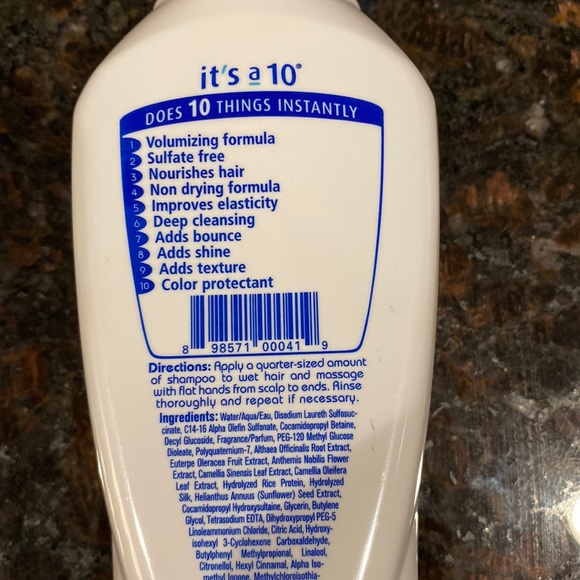 it's a 10®
DOES 10 THINGS INSTANTLY
1 Volumizing formula
2 Sulfate free
3 Nourishes hair
4 Non drying formula
5 Improves elasticity
6 Deep cleansing
7 Adds bounce
8 Adds shine
9 Adds texture
10 Color protectant
8 98571 00041 9
Directions: Apply a quarter-sized amount
of shampoo to wet hair and massage
with flat hands from scalp to ends. Rinse
thoroughly and repeat if necessary.
Ingredients: Water/Aqua/Eau, Disodium Laureth Sulfosuc-
cinate, C14-16 Alpha Olefin Sulfonate, Cocamidopropyl Betaine,
Decyl Glucoside, Fragrance/Parfum, PEG-120 Methyl Glucose
Dioleate, Polyquaternium-7, Althaea Officinalis Root Extract,
Euterpe Oleracea Fruit Extract, Anthemis Nobilis Flower
Extract, Camellia Sinensis Leaf Extract, Camellia Oleifera
Leaf Extract, Hydrolyzed Rice Protein, Hydrolyzed
Silk, Helianthus Annuus (Sunflower) Seed Extract,
Cocamidopropyl Hydroxysultaine, Glycerin, Butylene
Glycol, Tetrasodium EDTA, Dihydroxypropyl PEG-5
Linoleammonium Chloride, Citric Acid, Hydroxy-
isohexyl 3-Cyclohexene Carboxaldehyde,
Butylphenyl Methylpropional, Linalool,
Citronellol, Hexyl Cinnamal, Alpha Iso-
methyl Ionone, Methylchloroisothia-